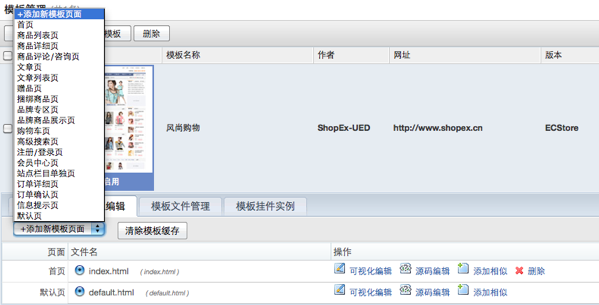 模板管理
+添加新模板页面
首页
商品列表页
商品详细页
商品评论/咨询页
文章页
文章列表页
赠品页
捆绑商品页
品牌专区页
品牌商品展示页
购物车页
高级搜索页
注册/登录页
会员中心页
站点栏目单独页
订单详细页
订单确认页
信息提示页
默认页
模板 删除
模板名称 作者 网址 版本
风尚购物 ShopEx-UED http://www.shopex.cn ECStore
启用
编辑 模板文件管理 模板挂件实例
+添加新模板页面 清除模板缓存
页面 文件名 操作
首页 index.html ( index.html ) 可视化编辑 源码编辑 添加相似 删除
默认页 default.html ( default.html ) 可视化编辑 源码编辑 添加相似